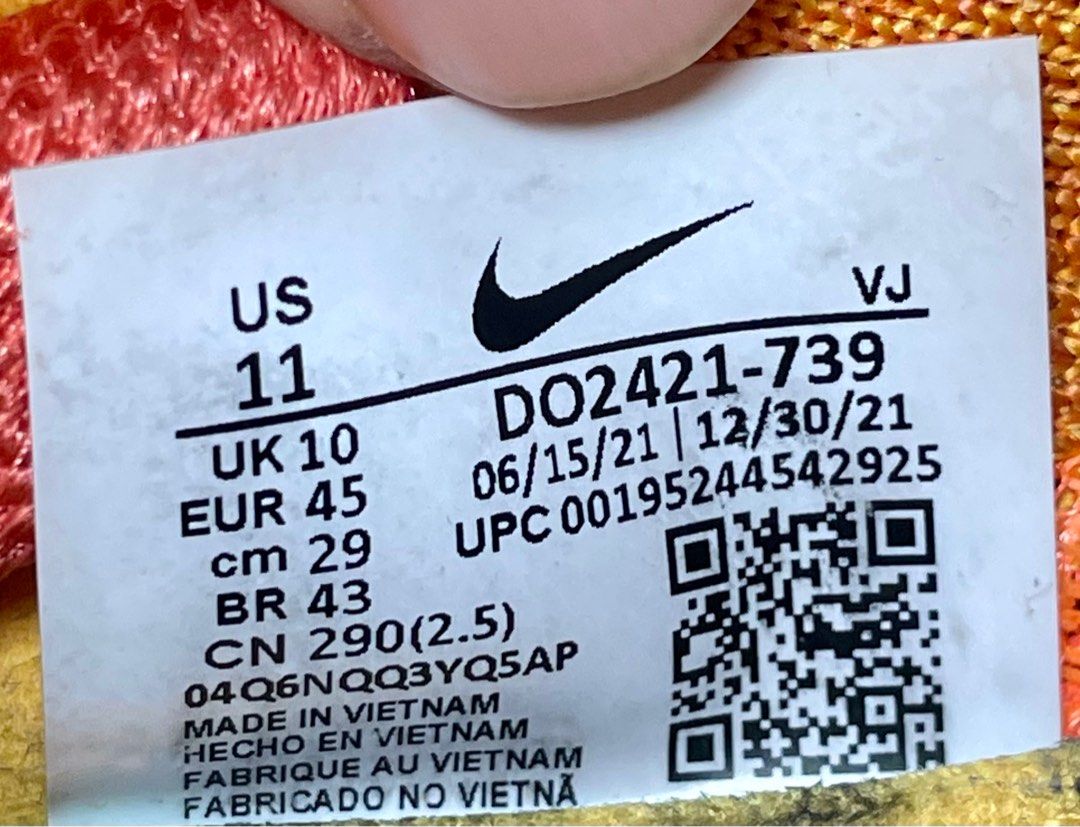 US
11
VJ
DO2421-739
06/15/21 | 12/30/21
UPC 00195244542925
UK 10
EUR 45
cm 29
BR 43
CN 290(2.5)
04Q6NQQ3YQ5AP
MADE IN VIETNAM
HECHO EN VIETNAM
FABRIQUE AU VIETNAM
FABRICADO NO VIETNÃ